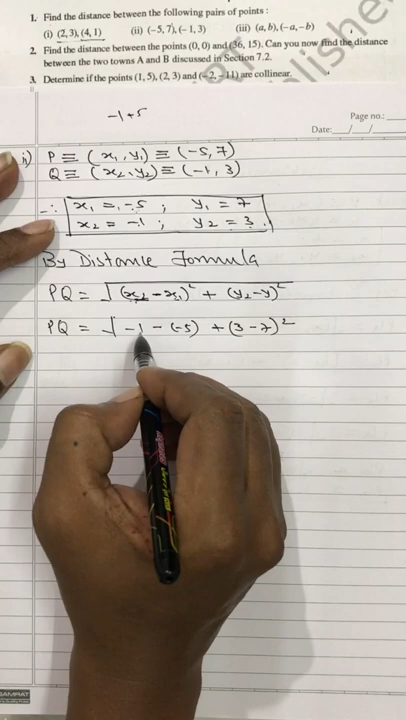 1. Find the distance between the following pairs of points :
(i) (2, 3), (4, 1) (ii) (−5, 7), (−1, 3) (iii) (a, b), (−a, −b)
2. Find the distance between the points (0, 0) and (36, 15). Can you now find the distance
between the two towns A and B discussed in Section 7.2.
3. Determine if the points (1, 5), (2, 3) and (−2, −11) are collinear.
-1+5
Page no.:
Date: / /
P ≡ (x₁, y₁) ≡ (-5, 7)
Q ≡ (x₂, y₂) ≡ (-1, 3)
∴ x₁ = -5 ; y₁ = 7
x₂ = -1 ; y₂ = 3
By Distance Formula
PQ = √(x₂ - x₁)² + (y₂ - y)²
PQ = √ -1 - (-5) + (3 - 7)²
SAMPAT